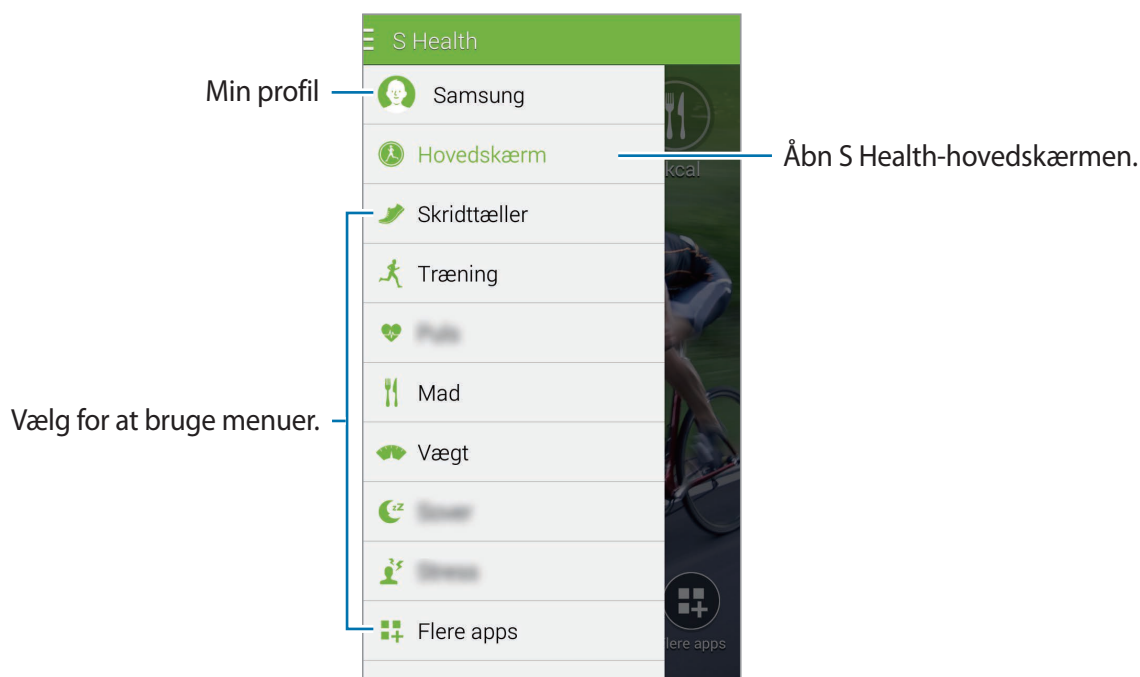 S Health
Min profil
Samsung
Hovedskærm
Åbn S Health-hovedskærmen.
kcal
Skridttæller
Træning
Mad
Vælg for at bruge menuer.
Vægt
Flere apps
lere apps